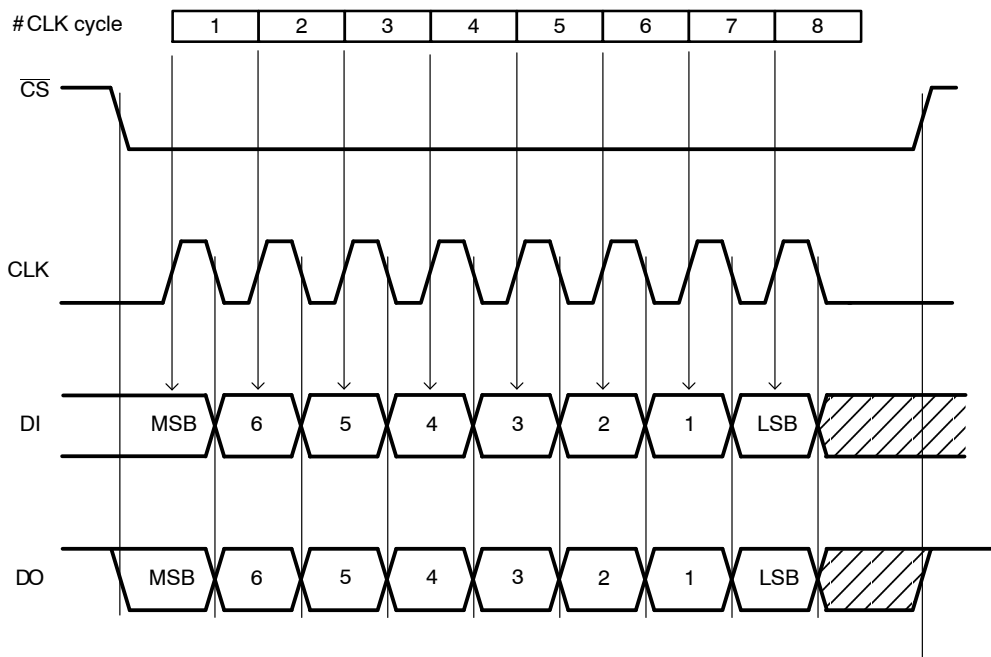 # CLK cycle 1 2 3 4 5 6 7 8
CS
CLK
DI MSB 6 5 4 3 2 1 LSB
DO MSB 6 5 4 3 2 1 LSB